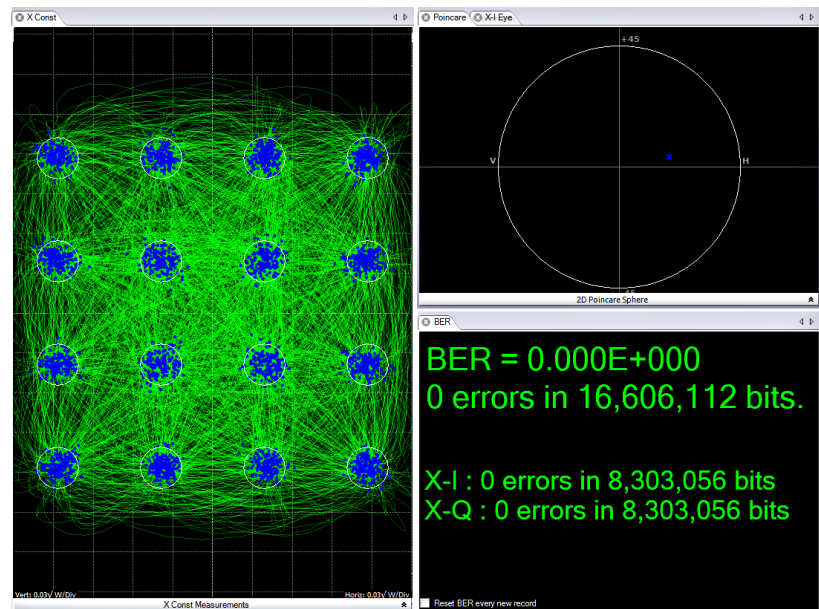 X Const
Vert: 0.03√ W/Div
Horiz: 0.03√ W/Div
X Const Measurements
Poincare
X-I Eye
+45
V
H
-45
2D Poincare Sphere
BER
BER = 0.000E+000
0 errors in 16,606,112 bits.
X-I : 0 errors in 8,303,056 bits
X-Q : 0 errors in 8,303,056 bits
Reset BER every new record